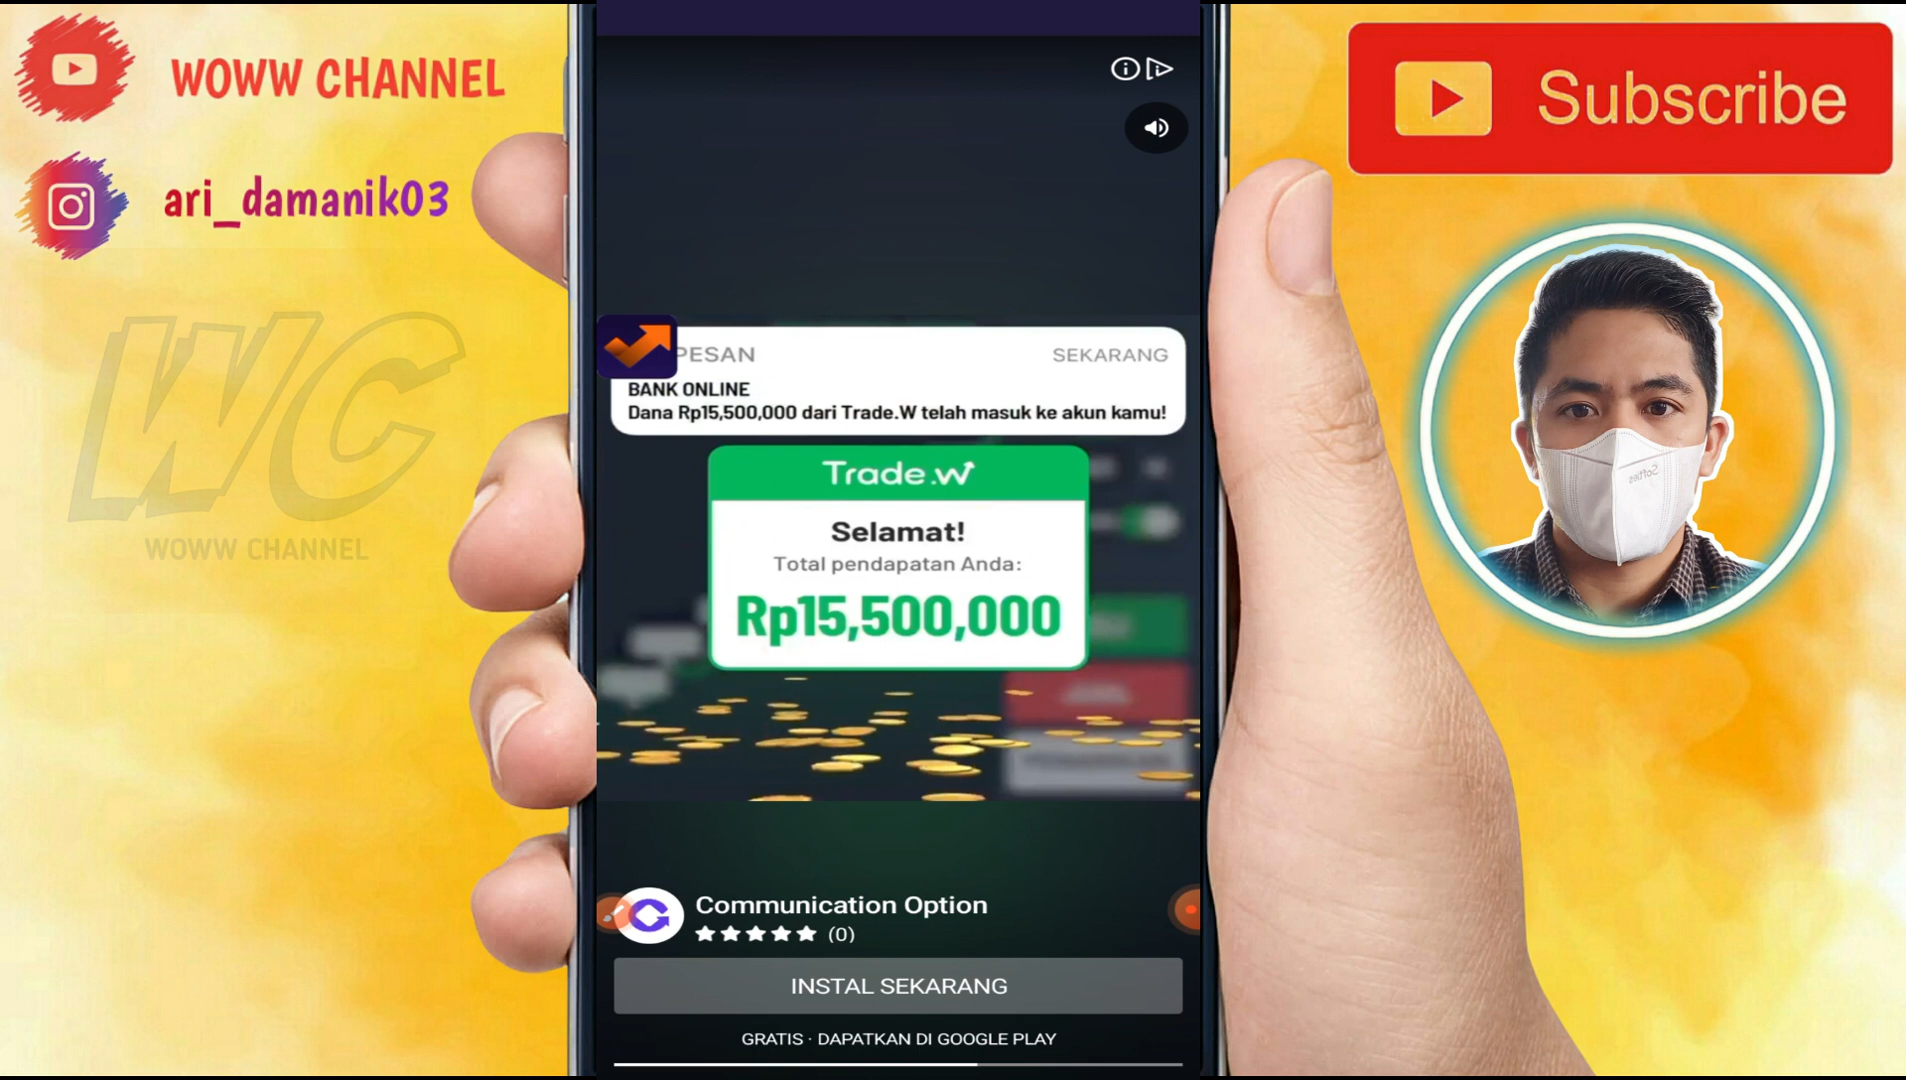 WOWW CHANNEL
ari_damanik03
WC
WOWW CHANNEL
PESAN SEKARANG
BANK ONLINE
Dana Rp15,500,000 dari Trade.W telah masuk ke akun kamu!
Trade.W
Selamat!
Total pendapatan Anda:
Rp15,500,000
Communication Option
(0)
INSTAL SEKARANG
GRATIS · DAPATKAN DI GOOGLE PLAY
Subscribe
Softies